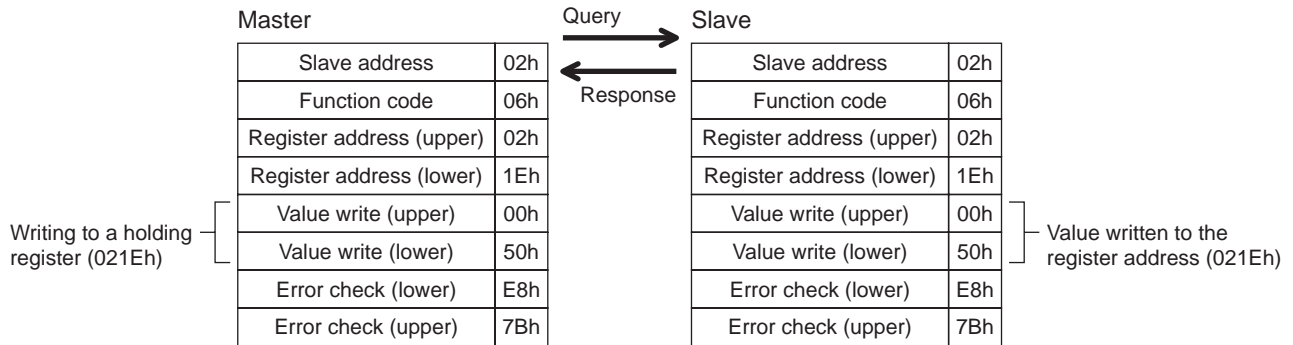 Master
Query
Slave
Response
Slave address 02h
Function code 06h
Register address (upper) 02h
Register address (lower) 1Eh
Value write (upper) 00h
Value write (lower) 50h
Error check (lower) E8h
Error check (upper) 7Bh
Writing to a holding
register (021Eh)
Slave address 02h
Function code 06h
Register address (upper) 02h
Register address (lower) 1Eh
Value write (upper) 00h
Value write (lower) 50h
Error check (lower) E8h
Error check (upper) 7Bh
Value written to the
register address (021Eh)